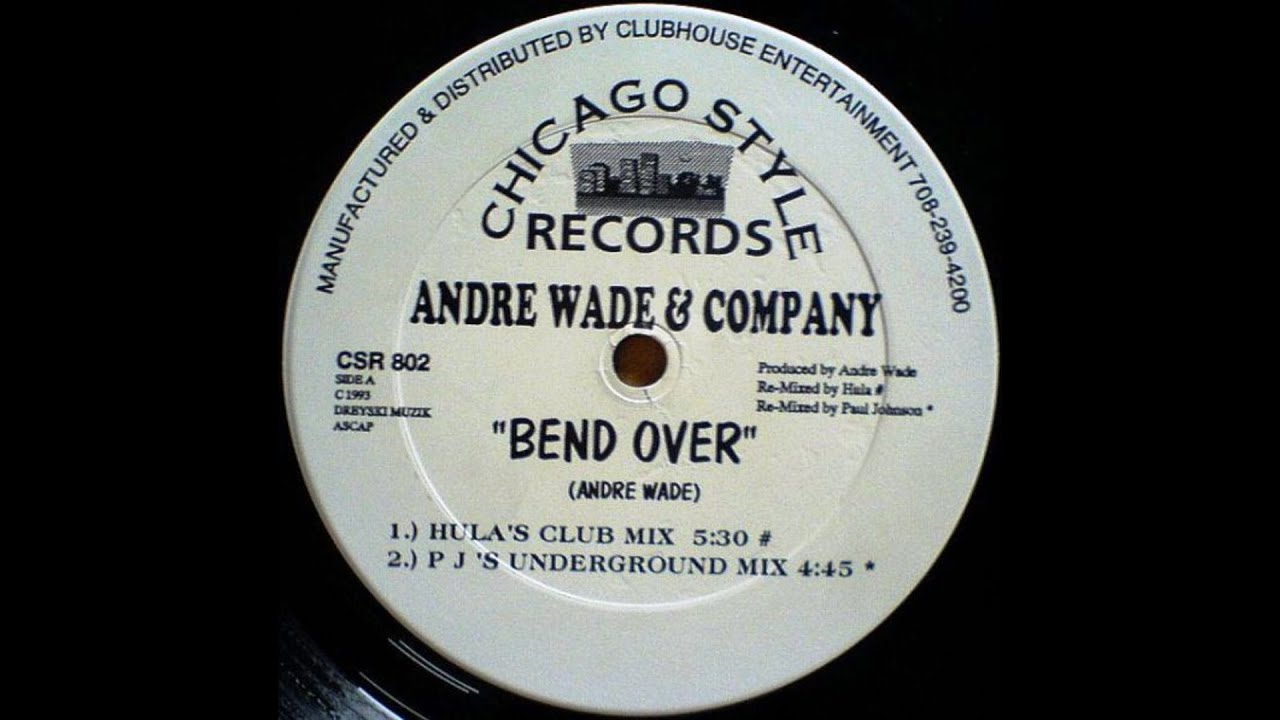 MANUFACTURED & DISTRIBUTED BY CLUBHOUSE ENTERTAINMENT 708-239-4200
CHICAGO STYLE
RECORDS
ANDRE WADE & COMPANY
CSR 802
SIDE A
C 1993
DREYSKI MUZIK
ASCAP
Produced by Andre Wade
Re-Mixed by Hula #
Re-Mixed by Paul Johnson *
"BEND OVER"
(ANDRE WADE)
1.) HULA'S CLUB MIX 5:30 #
2.) P J 'S UNDERGROUND MIX 4:45 *